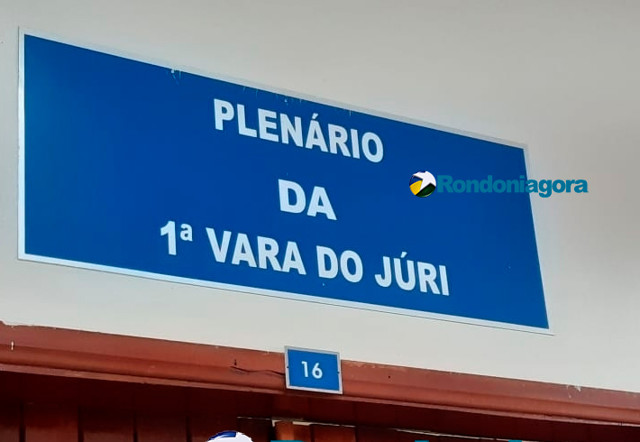 PLENÁRIO
DA
1ª VARA DO JÚRI
Rondoniagora
16